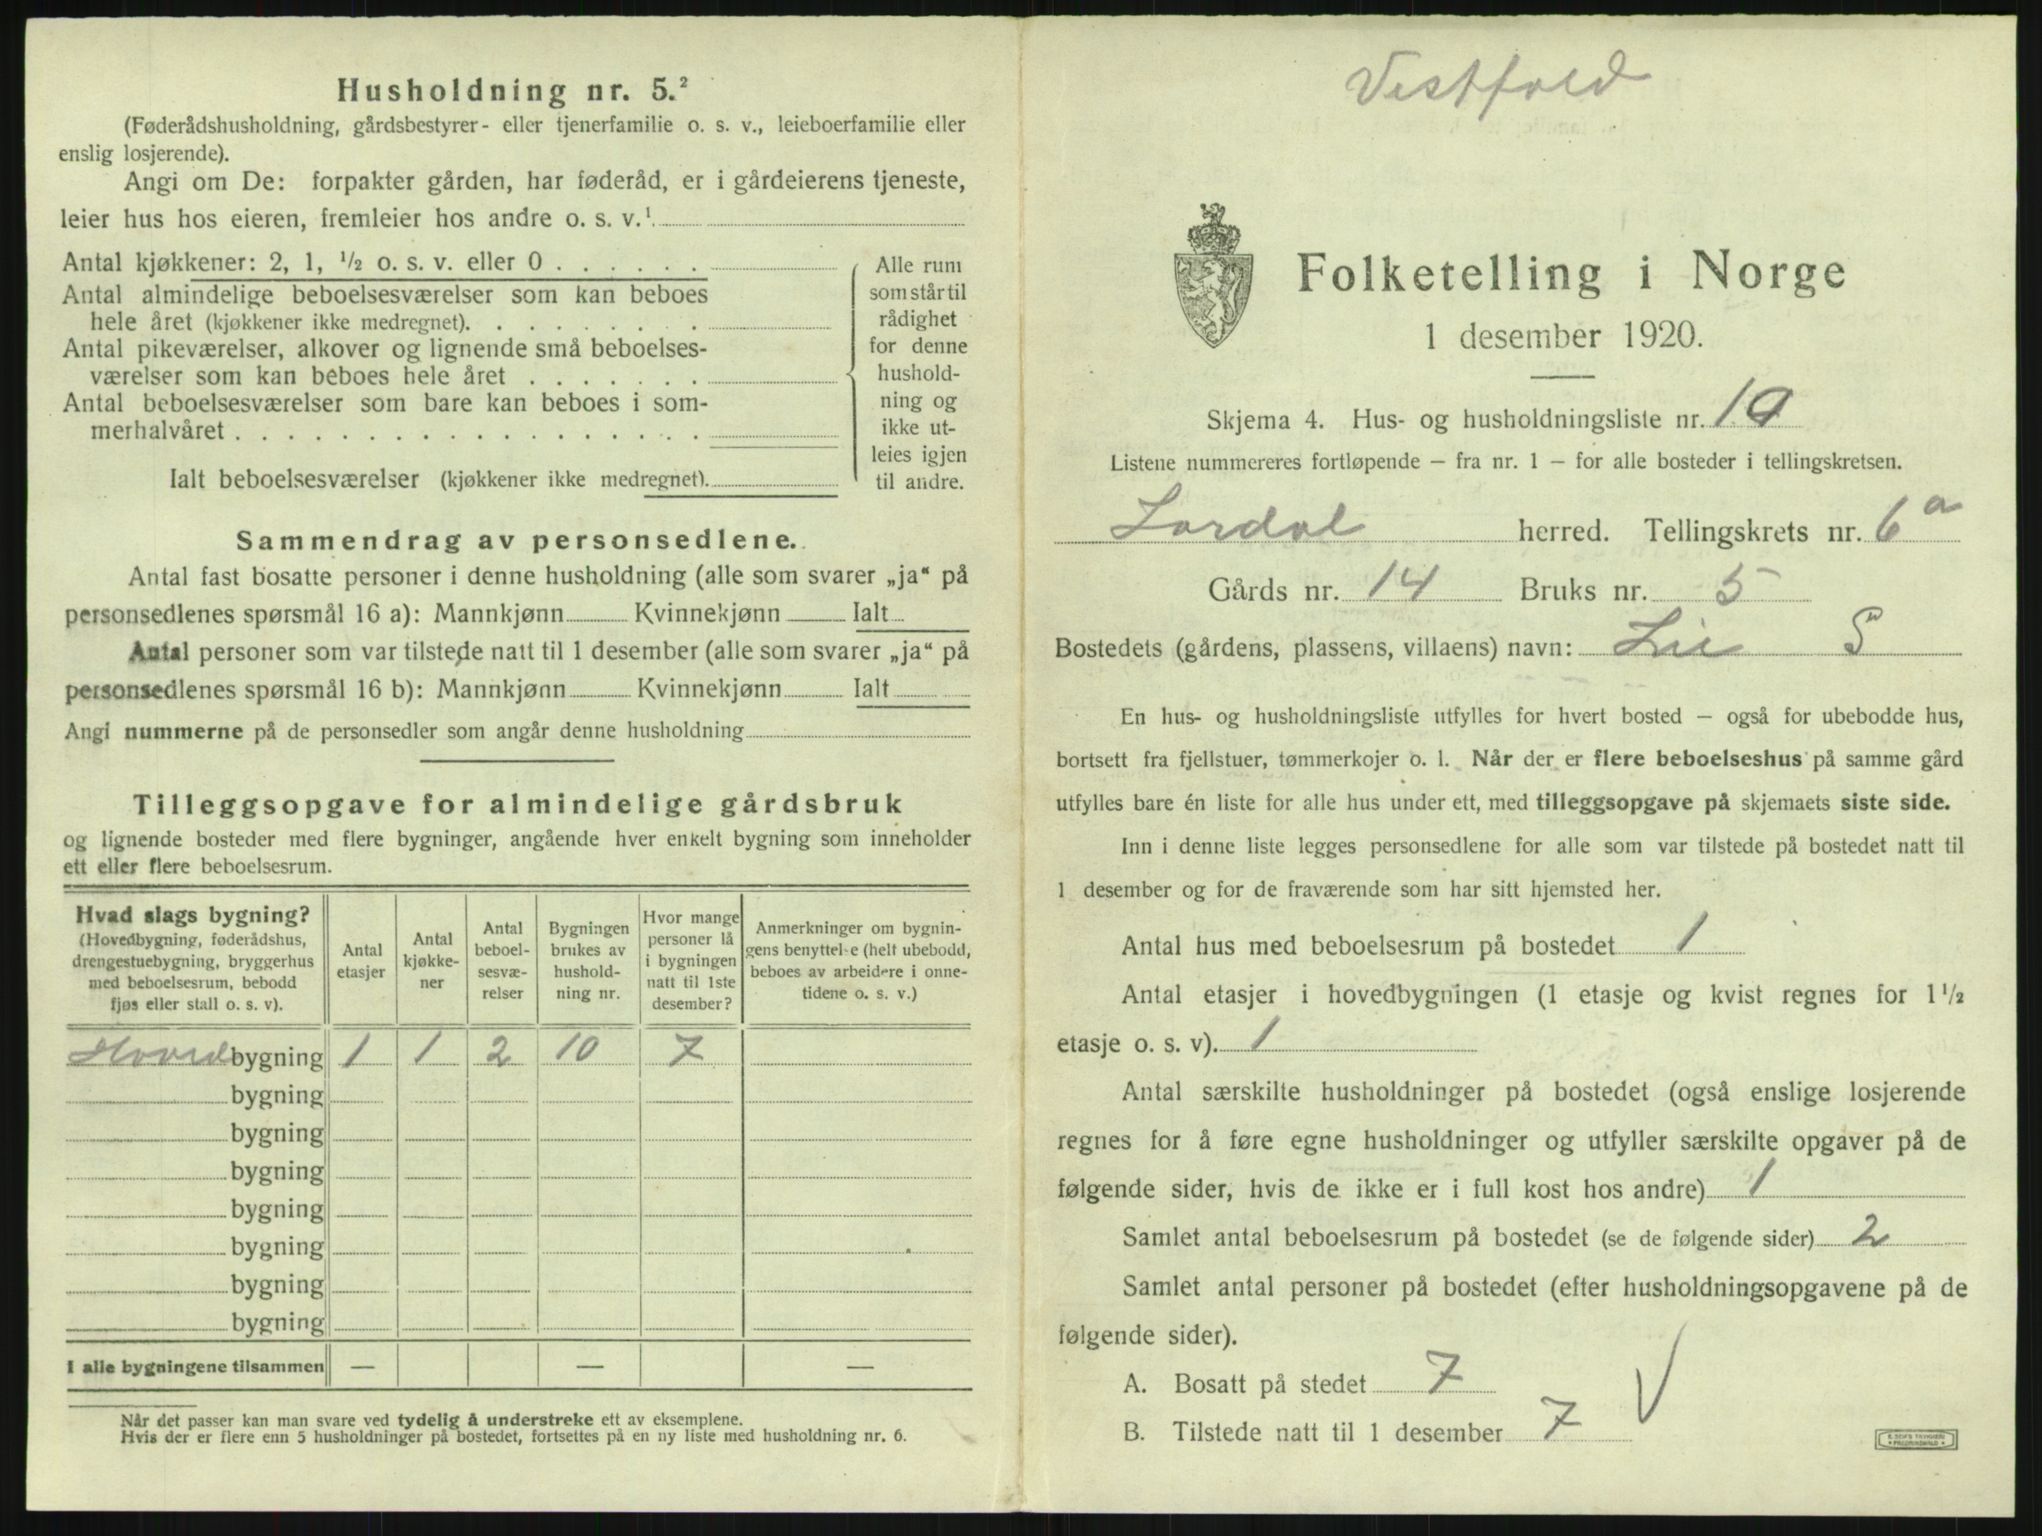 Husholdning nr. 5.²
(Føderådshusholdning, gårdsbestyrer- eller tjenerfamilie o. s. v., leieboerfamilie eller
enslig losjerende).
Angi om De: forpakter gården, har føderåd, er i gårdeierens tjeneste,
leier hus hos eieren, fremleier hos andre o. s. v.¹
Antal kjøkkener: 2, 1, ½ o. s. v. eller 0 . . . . . .
Antal almindelige beboelsesværelser som kan beboes
hele året (kjøkkener ikke medregnet). . . . . . . . .
Antal pikeværelser, alkover og lignende små beboelses-
værelser som kan beboes hele året . . . . . . .
Antal beboelsesværelser som bare kan beboes i som-
merhalvåret . . . . . . . . . . . . . . . . . .
Ialt beboelsesværelser (kjøkkener ikke medregnet).
Alle rum
som står til
rådighet
for denne
hushold-
ning og
ikke ut-
leies igjen
til andre.
Sammendrag av personsedlene.
Antal fast bosatte personer i denne husholdning (alle som svarer „ja“ på
personsedlenes spørsmål 16 a): Mannkjønn Kvinnekjønn Ialt
Antal personer som var tilstede natt til 1 desember (alle som svarer „ja“ på
personsedlenes spørsmål 16 b): Mannkjønn Kvinnekjønn Ialt
Angi nummerne på de personsedler som angår denne husholdning
Tilleggsopgave for almindelige gårdsbruk
og lignende bosteder med flere bygninger, angående hver enkelt bygning som inneholder
ett eller flere beboelsesrum.
Hvad slags bygning?
(Hovedbygning, føderådshus,
drengestuebygning, bryggerhus
med beboelsesrum, bebodd
fjøs eller stall o. s. v).
Antal
etasjer
Antal
kjøkke-
ner
Antal
beboel-
sesvæ-
relser
Bygningen
brukes av
hushold-
ning nr.
Hvor mange
personer lå
i bygningen
natt til 1ste
desember?
Anmerkninger om bygnin-
gens benyttelse (helt ubebodd,
beboes av arbeidere i onne-
tidene o. s. v.)
Hovedbygning 1 1 2 10 7
bygning
bygning
bygning
bygning
bygning
bygning
bygning
I alle bygningene tilsammen — — —
Når det passer kan man svare ved tydelig å understreke ett av eksemplene.
Hvis der er flere enn 5 husholdninger på bostedet, fortsettes på en ny liste med husholdning nr. 6.
Vestfold
Folketelling i Norge
1 desember 1920.
Skjema 4. Hus- og husholdningsliste nr. 10
Listene nummereres fortløpende — fra nr. 1 — for alle bosteder i tellingskretsen.
Lardal herred. Tellingskrets nr. 6a
Gårds nr. 14 Bruks nr. 5
Bostedets (gårdens, plassens, villaens) navn: Lie S
En hus- og husholdningsliste utfylles for hvert bosted — også for ubebodde hus,
bortsett fra fjellstuer, tømmerkojer o. l. Når der er flere beboelseshus på samme gård
utfylles bare én liste for alle hus under ett, med tilleggsopgave på skjemaets siste side.
Inn i denne liste legges personsedlene for alle som var tilstede på bostedet natt til
1 desember og for de fraværende som har sitt hjemsted her.
Antal hus med beboelsesrum på bostedet 1
Antal etasjer i hovedbygningen (1 etasje og kvist regnes for 1½
etasje o. s. v). 1
Antal særskilte husholdninger på bostedet (også enslige losjerende
regnes for å føre egne husholdninger og utfyller særskilte opgaver på de
følgende sider, hvis de ikke er i full kost hos andre) 1
Samlet antal beboelsesrum på bostedet (se de følgende sider) 2
Samlet antal personer på bostedet (efter husholdningsopgavene på de
følgende sider).
A. Bosatt på stedet 7
B. Tilstede natt til 1 desember 7